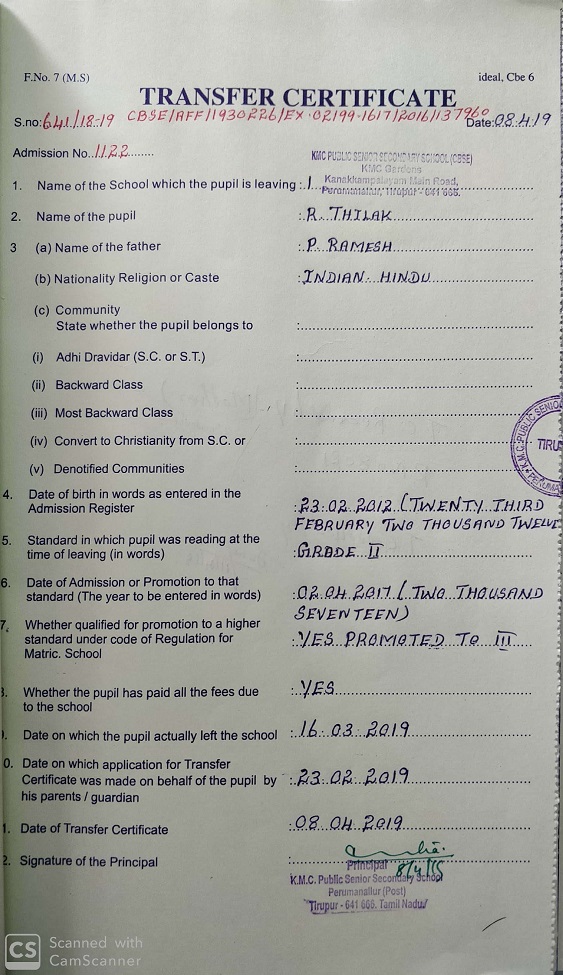 F.No. 7 (M.S)
ideal, Cbe 6
TRANSFER CERTIFICATE
S.no: 641/18-19 CBSE/AFF/1930226/EX-02199-1617/2016/137960 Date: 08.4.19
Admission No. 1122
KMC PUBLIC SENIOR SECONDARY SCHOOL (CBSE)
KMC Gardens
1. Name of the School which the pupil is leaving : Kanakkampalayam Main Road,
Perumanallur, Tirupur - 641 666.
2. Name of the pupil : R. THILAK
3 (a) Name of the father : P. RAMESH
(b) Nationality Religion or Caste : INDIAN HINDU
(c) Community
State whether the pupil belongs to :
(i) Adhi Dravidar (S.C. or S.T.) :
(ii) Backward Class :
(iii) Most Backward Class :
(iv) Convert to Christianity from S.C. or :
(v) Denotified Communities :
K.M.C. PUBLIC SENIOR
TIRU
PERUMA
4. Date of birth in words as entered in the : 23.02.2012 (TWENTY THIRD
Admission Register FEBRUARY TWO THOUSAND TWELVE
5. Standard in which pupil was reading at the : GRADE II
time of leaving (in words)
6. Date of Admission or Promotion to that : 02.04.2017 (TWO THOUSAND
standard (The year to be entered in words) SEVENTEEN)
7. Whether qualified for promotion to a higher : YES PROMOTED TO III
standard under code of Regulation for
Matric. School
Whether the pupil has paid all the fees due : YES
to the school
Date on which the pupil actually left the school : 16.03.2019
0. Date on which application for Transfer
Certificate was made on behalf of the pupil by : 23.02.2019
his parents / guardian
1. Date of Transfer Certificate : 08.04.2019
2. Signature of the Principal :
Principal
K.M.C. Public Senior Secondary School
Perumanallur (Post)
Tirupur - 641 666. Tamil Nadu
CS Scanned with
CamScanner